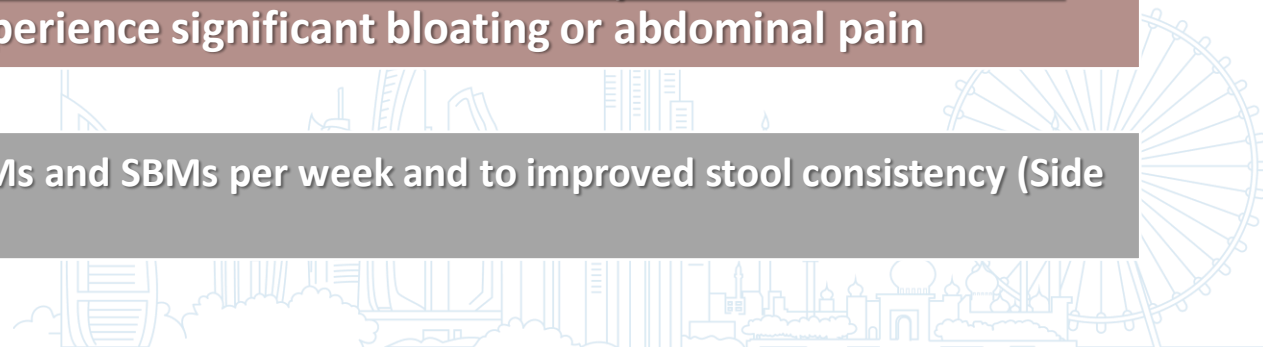 perience significant bloating or abdominal pain
Ms and SBMs per week and to improved stool consistency (Side